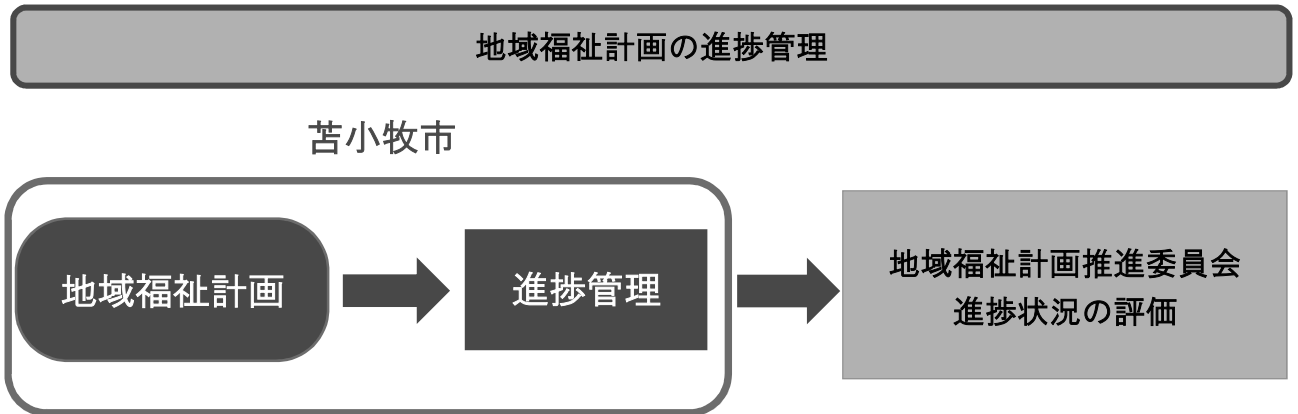 地域福祉計画の進捗管理
苫小牧市
地域福祉計画
進捗管理
地域福祉計画推進委員会
進捗状況の評価